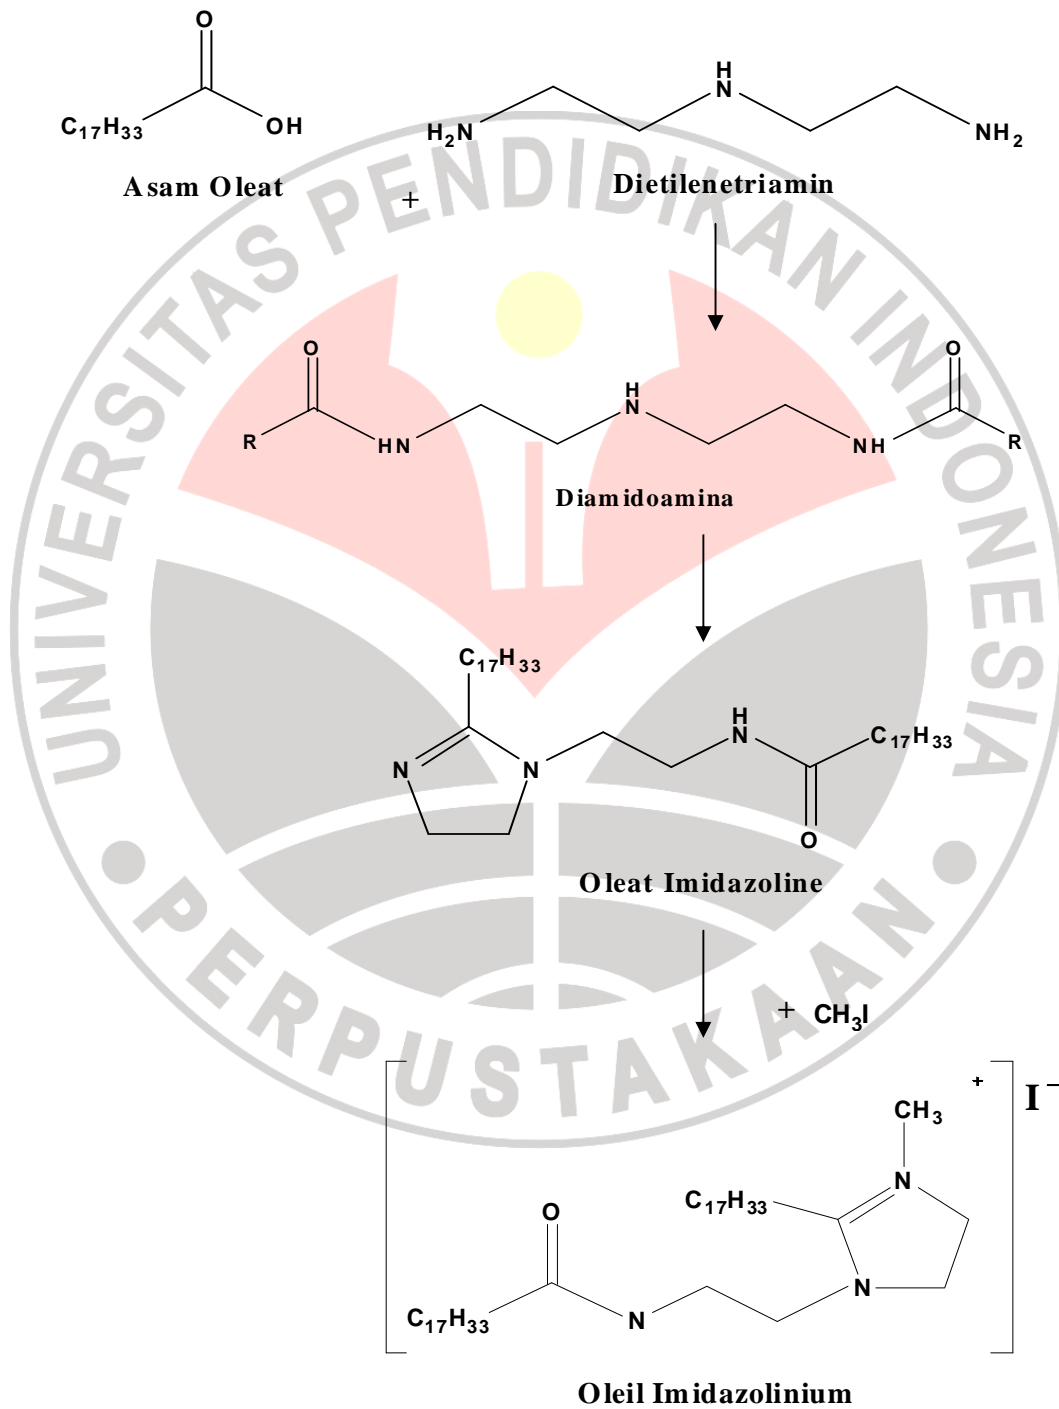 O
C17H33
OH
Asam Oleat
+
H2N
H
N
NH2
Dietilenetriamin
O
R
HN
H
N
NH
O
R
Diamidoamina
C17H33
N
N
H
N
C17H33
O
Oleat Imidazoline
+ CH3I
+
I–
CH3
N
C17H33
N
O
C17H33
N
Oleil Imidazolinium
UNIVERSITAS PENDIDIKAN INDONESIA
PERPUSTAKAAN